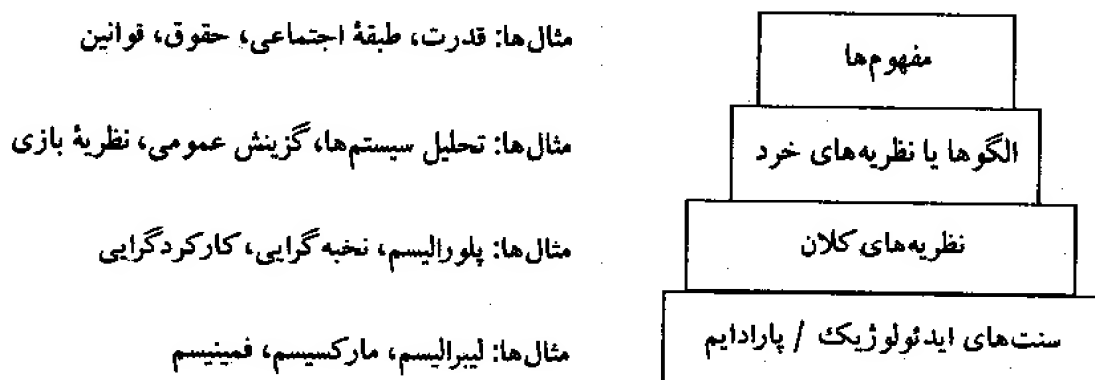 مفهوم‌ها
مثال‌ها: قدرت، طبقهٔ اجتماعی، حقوق، قوانین
الگوها یا نظریه‌های خرد
مثال‌ها: تحلیل سیستم‌ها، گزینش عمومی، نظریهٔ بازی
نظریه‌های کلان
مثال‌ها: پلورالیسم، نخبه‌گرایی، کارکردگرایی
سنت‌های ایدئولوژیک / پارادایم
مثال‌ها: لیبرالیسم، مارکسیسم، فمینیسم